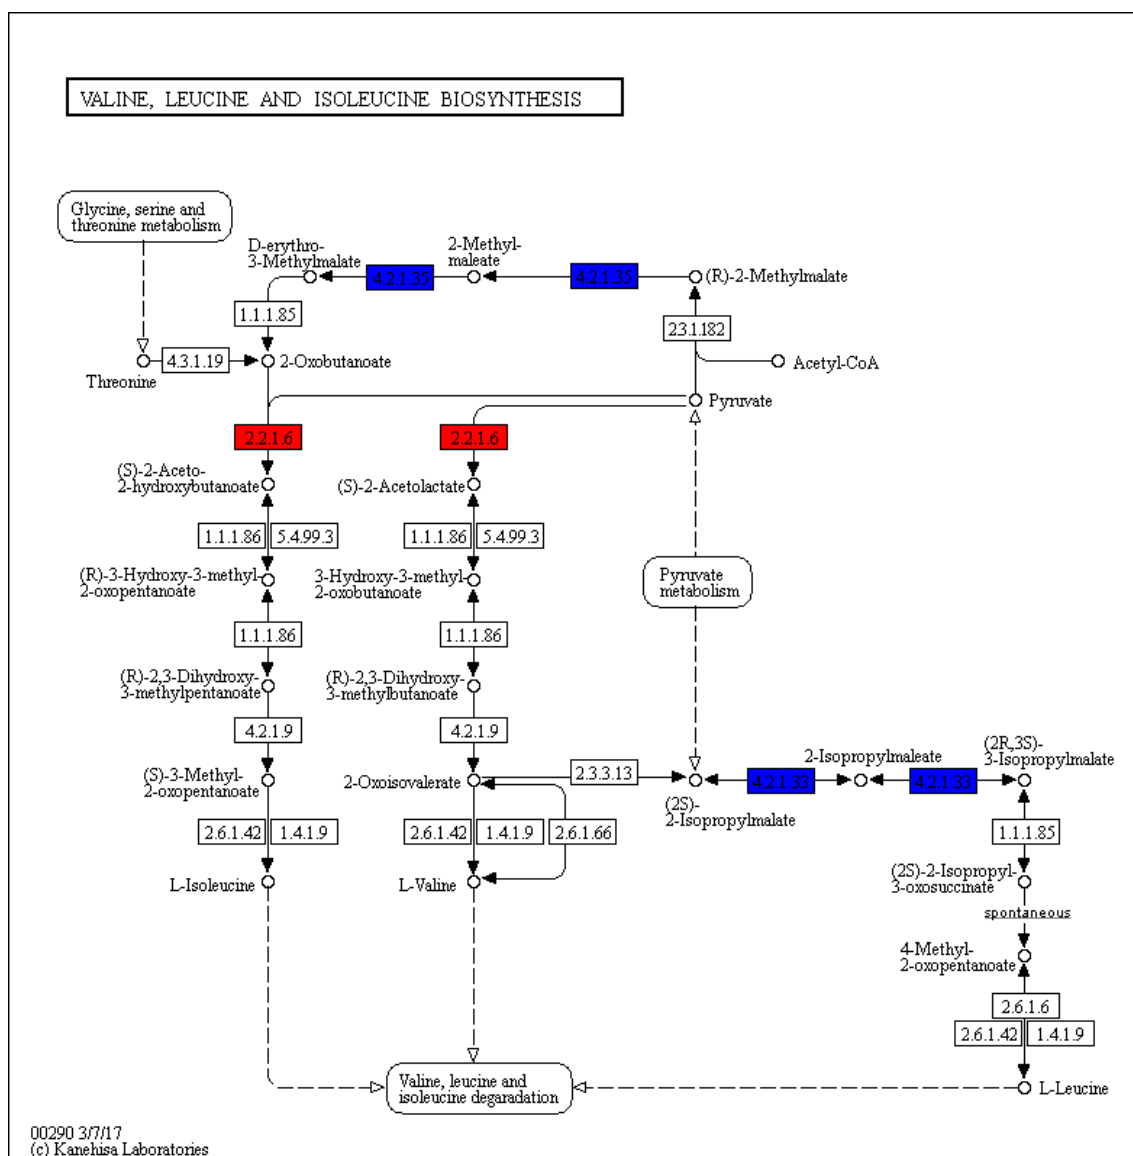 VALINE, LEUCINE AND ISOLEUCINE BIOSYNTHESIS
Glycine, serine and
threonine metabolism
D-erythro-
3-Methylmalate
4.2.1.35
2-Methyl-
maleate
4.2.1.35
(R)-2-Methylmalate
1.1.1.85
2.3.1.182
4.3.1.19
2-Oxobutanoate
Acetyl-CoA
Threonine
Pyruvate
2.2.1.6
2.2.1.6
(S)-2-Aceto-
2-hydroxybutanoate
(S)-2-Acetolactate
1.1.1.86
5.4.99.3
1.1.1.86
5.4.99.3
(R)-3-Hydroxy-3-methyl-
2-oxopentanoate
3-Hydroxy-3-methyl-
2-oxobutanoate
Pyruvate
metabolism
1.1.1.86
1.1.1.86
(R)-2,3-Dihydroxy-
3-methylpentanoate
(R)-2,3-Dihydroxy-
3-methylbutanoate
4.2.1.9
4.2.1.9
(S)-3-Methyl-
2-oxopentanoate
2-Oxoisovalerate
2.3.3.13
(2S)-
2-Isopropylmalate
4.2.1.33
2-Isopropylmaleate
4.2.1.33
(2R,3S)-
3-Isopropylmalate
2.6.1.42
1.4.1.9
2.6.1.42
1.4.1.9
2.6.1.66
1.1.1.85
L-Isoleucine
L-Valine
(2S)-2-Isopropyl-
3-oxosuccinate
spontaneous
4-Methyl-
2-oxopentanoate
2.6.1.6
2.6.1.42
1.4.1.9
Valine, leucine and
isoleucine degaradation
L-Leucine
00290 3/7/17
(c) Kanehisa Laboratories